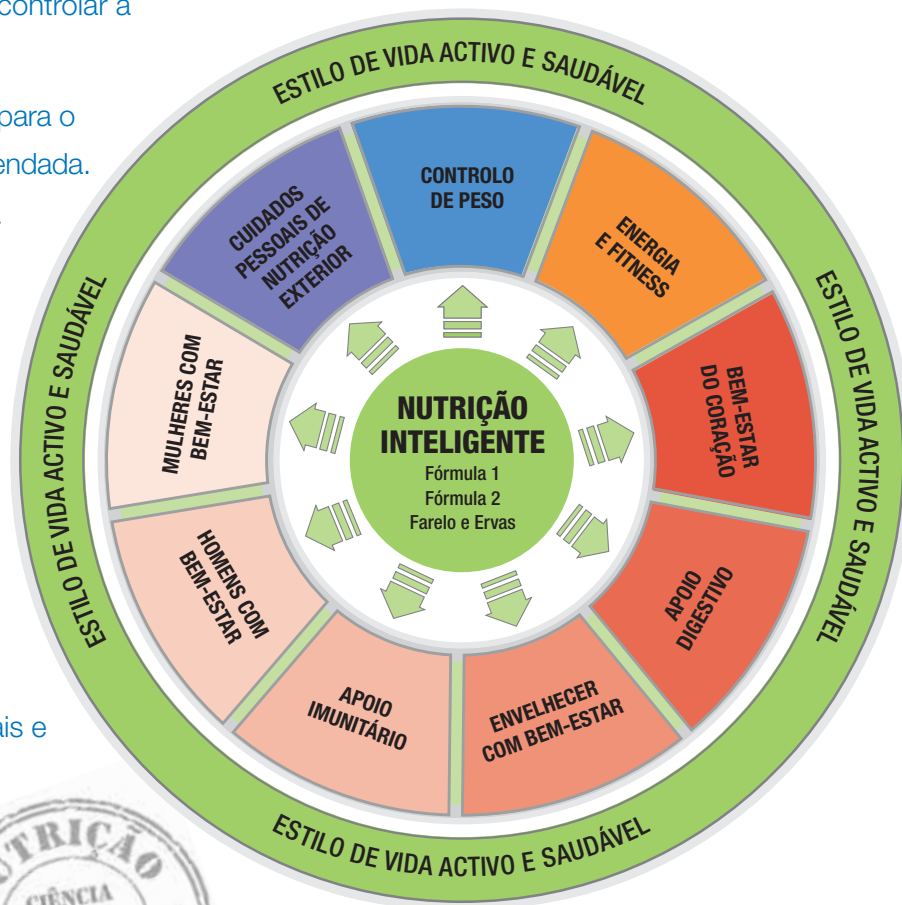 controlar a
para o
endada.
ESTILO DE VIDA ACTIVO E SAUDÁVEL
CONTROLO
DE PESO
ENERGIA
E FITNESS
BEM-ESTAR
DO CORAÇÃO
APOIO
DIGESTIVO
ENVELHECER
COM BEM-ESTAR
APOIO
IMUNITÁRIO
HOMENS COM
BEM-ESTAR
MULHERES COM
BEM-ESTAR
CUIDADOS
PESSOAIS DE
NUTRIÇÃO
EXTERIOR
NUTRIÇÃO
INTELIGENTE
Fórmula 1
Fórmula 2
Farelo e Ervas
ESTILO DE VIDA ACTIVO E SAUDÁVEL
ESTILO DE VIDA ACTIVO E SAUDÁVEL
ESTILO DE VIDA ACTIVO E SAUDÁVEL
ais e
UTRIÇÃO
CIÊNCIA